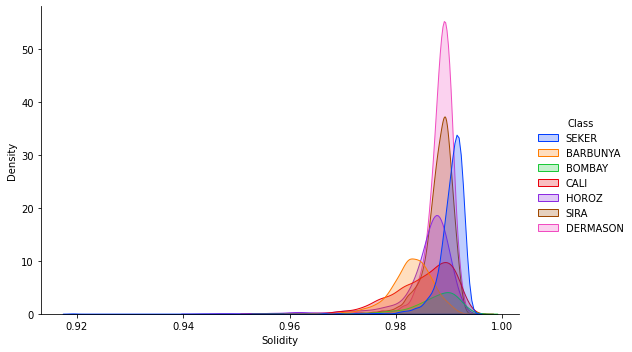 50
40
30
20
10
0
Density
0.92 0.94 0.96 0.98 1.00
Solidity
Class
SEKER
BARBUNYA
BOMBAY
CALI
HOROZ
SIRA
DERMASON